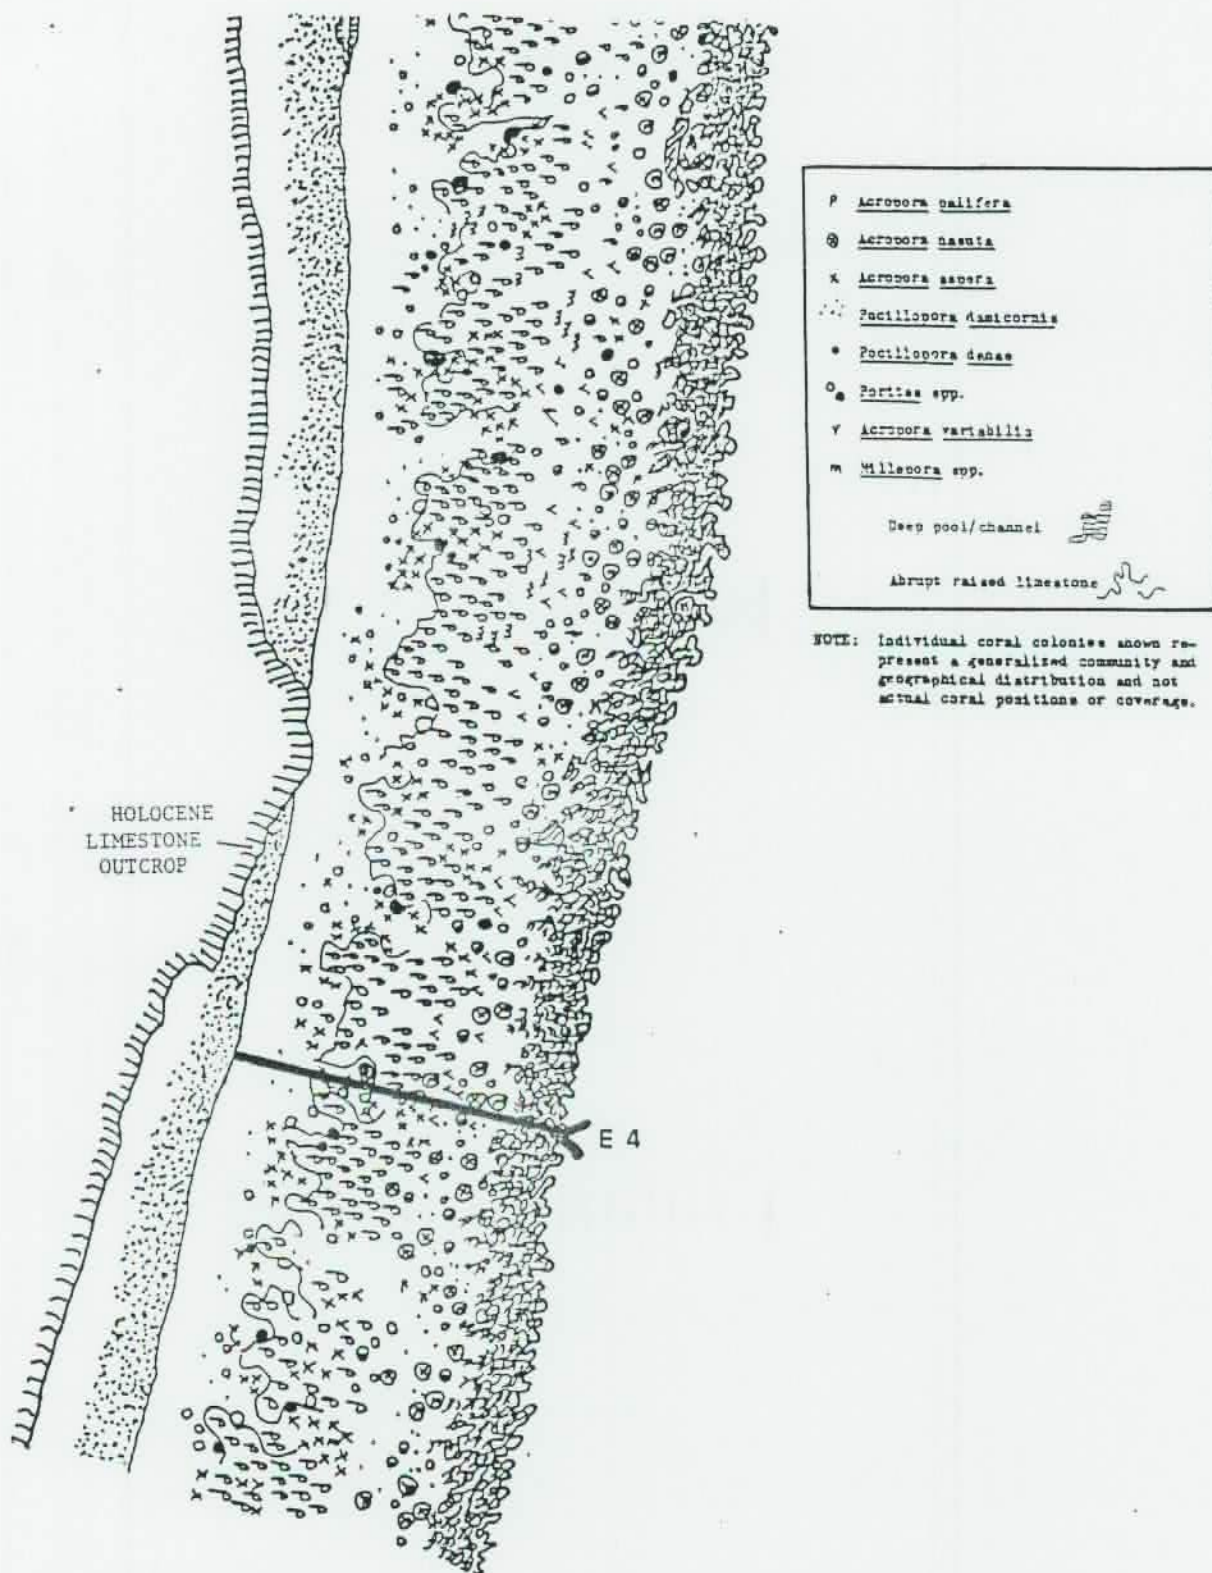 P Acropora palifera
⊗ Acropora nasuta
x Acropora aspera
Pocillopora damicornis
Pocillopora danae
Porites spp.
Y Acropora variabilis
m Millepora spp.
Deep pool/channel
Abrupt raised limestone
NOTE: Individual coral colonies shown re-
present a generalized community and
geographical distribution and not
actual coral positions or coverage.
HOLOCENE
LIMESTONE
OUTCROP
E 4